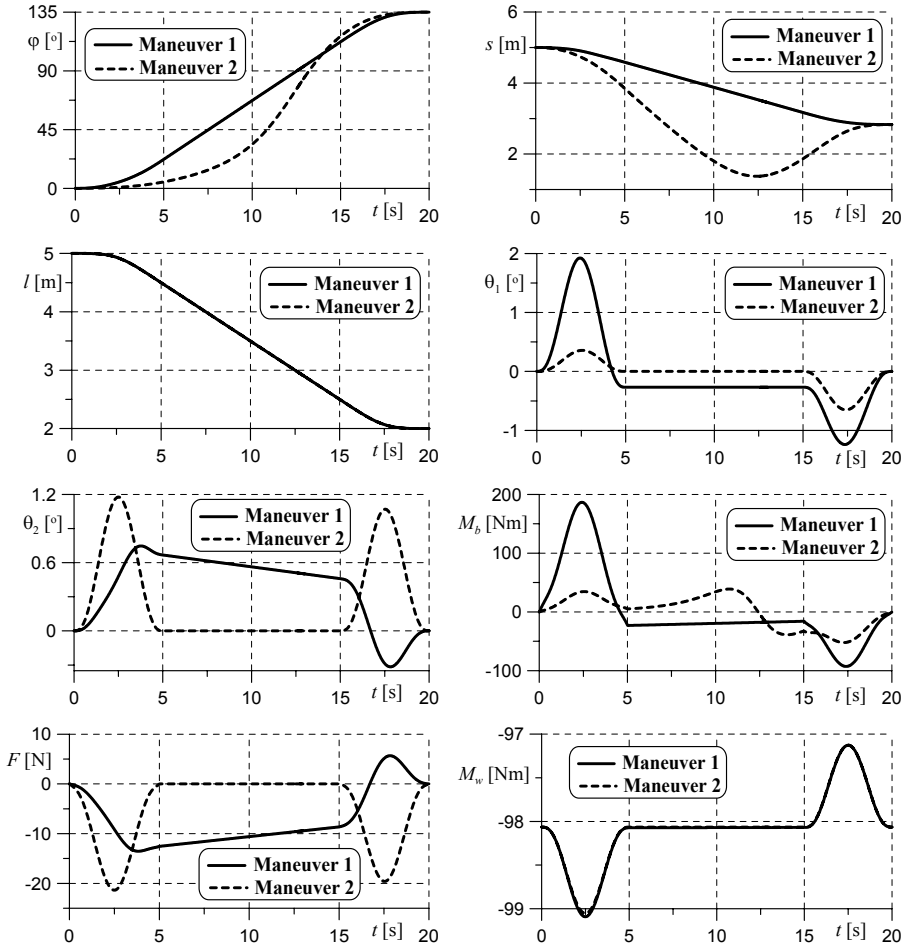 135
φ [°]
90
45
0
Maneuver 1
Maneuver 2
0 5 10 15 20
t [s]
6
s [m]
4
2
Maneuver 1
Maneuver 2
0 5 10 15 20
t [s]
5
l [m]
4
3
2
Maneuver 1
Maneuver 2
0 5 10 15 20
t [s]
2
θ1 [°]
1
0
-1
Maneuver 1
Maneuver 2
0 5 10 15 20
t [s]
1.2
θ2 [°]
0.6
0
Maneuver 1
Maneuver 2
0 5 10 15 20
t [s]
200
Mb [Nm]
100
0
-100
Maneuver 1
Maneuver 2
0 5 10 15 20
t [s]
10
F [N]
0
-10
-20
Maneuver 1
Maneuver 2
0 5 10 15 20
t [s]
-97
Mw [Nm]
-98
-99
Maneuver 1
Maneuver 2
0 5 10 15 20
t [s]